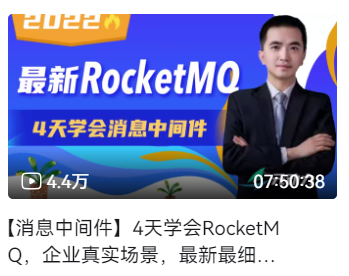 2022
最新RocketMQ
4天学会消息中间件
4.4万
07:50:38
【消息中间件】4天学会RocketM
Q，企业真实场景，最新最细…